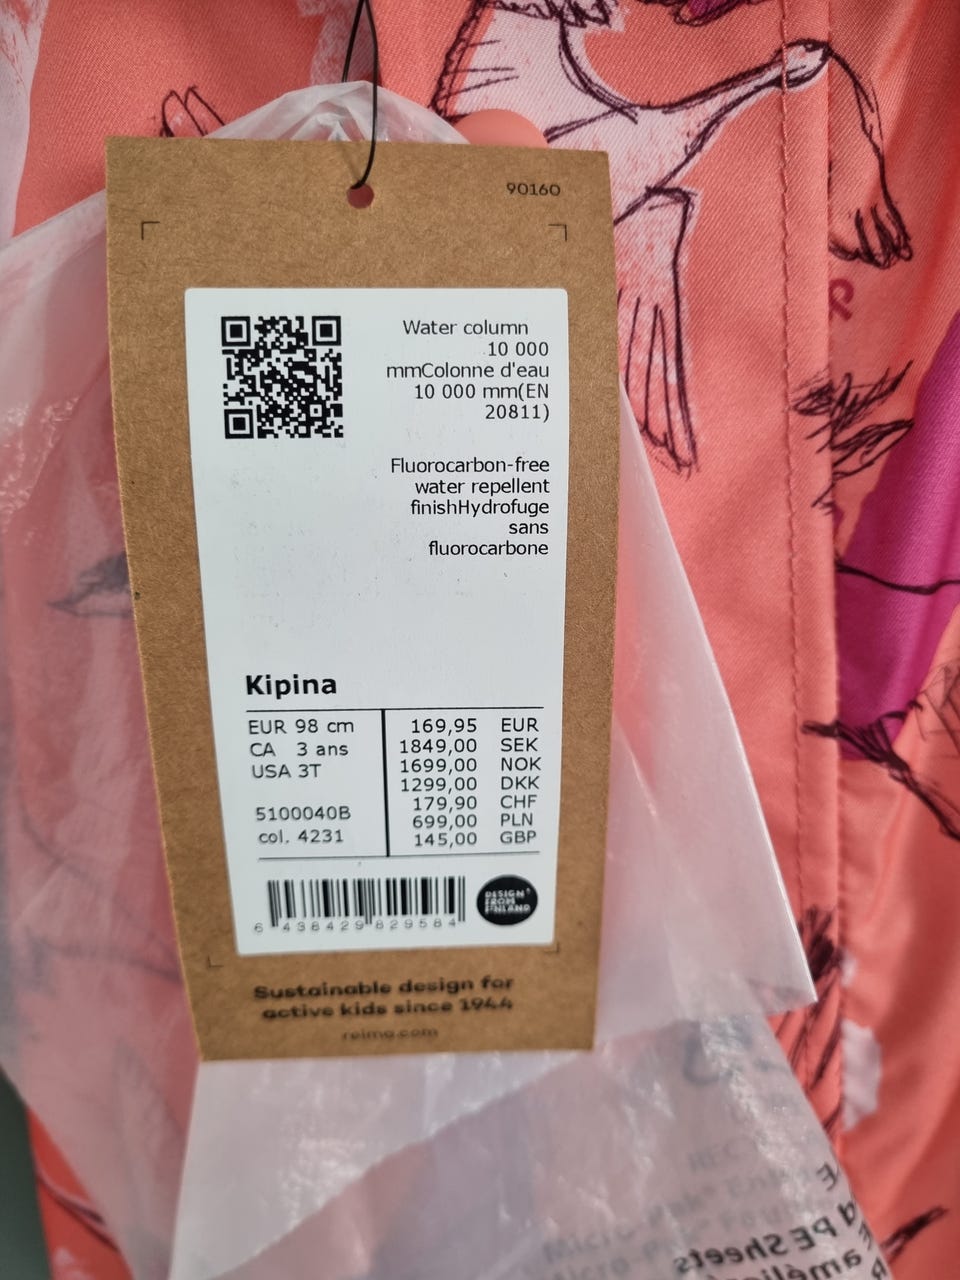 90160
Water column
10 000
mmColonne d'eau
10 000 mm(EN
20811)
Fluorocarbon-free
water repellent
finishHydrofuge
sans
fluorocarbone
Kipina
EUR 98 cm
CA 3 ans
USA 3T
5100040B
col. 4231
169,95 EUR
1849,00 SEK
1699,00 NOK
1299,00 DKK
179,90 CHF
699,00 PLN
145,00 GBP
6 438429 829584
DESIGN
FROM
FINLAND
Sustainable design for
active kids since 1944
reima.com
PE Sheets